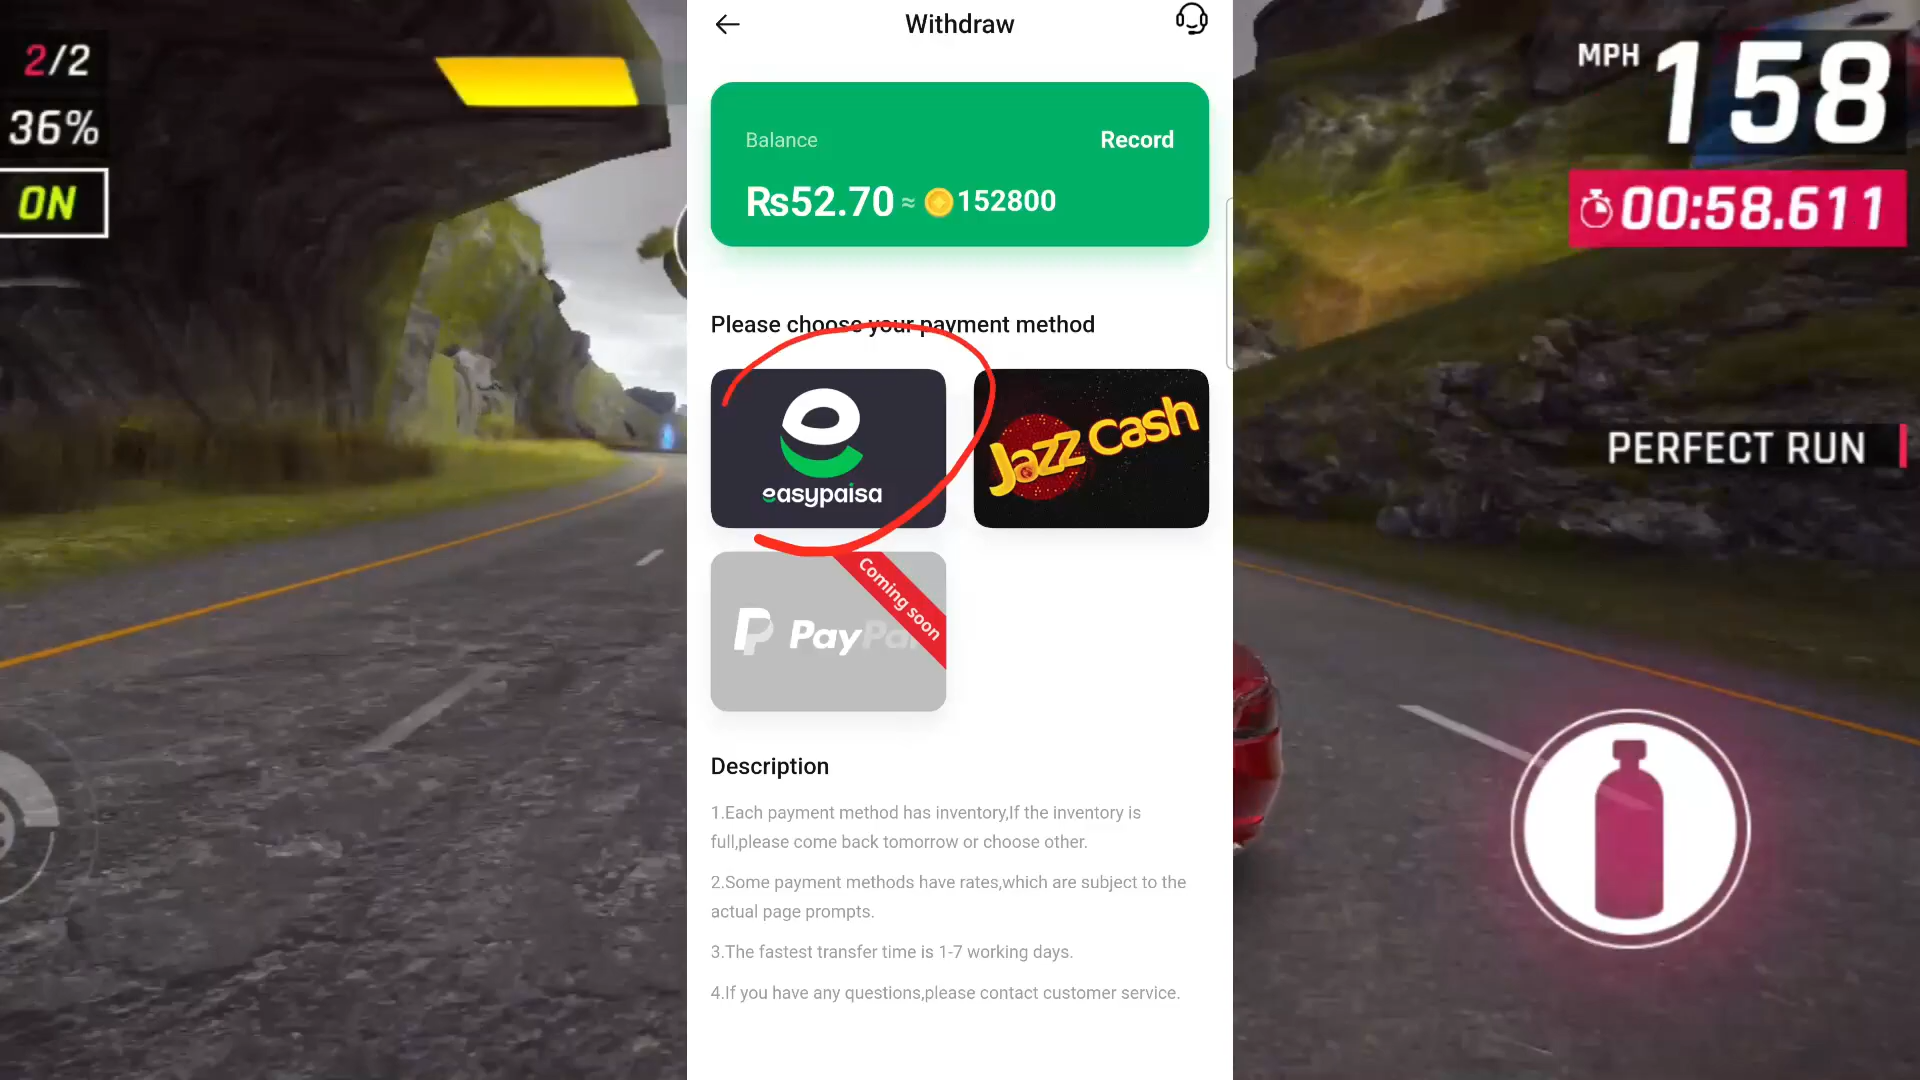 2/2
36%
ON
Withdraw
Balance
Record
Rs52.70 ≈ 152800
Please choose your payment method
easypaisa
Jazz Cash
PayPal
Coming soon
Description
1.Each payment method has inventory,If the inventory is
full,please come back tomorrow or choose other.
2.Some payment methods have rates,which are subject to the
actual page prompts.
3.The fastest transfer time is 1-7 working days.
4.If you have any questions,please contact customer service.
MPH 158
00:58.611
PERFECT RUN